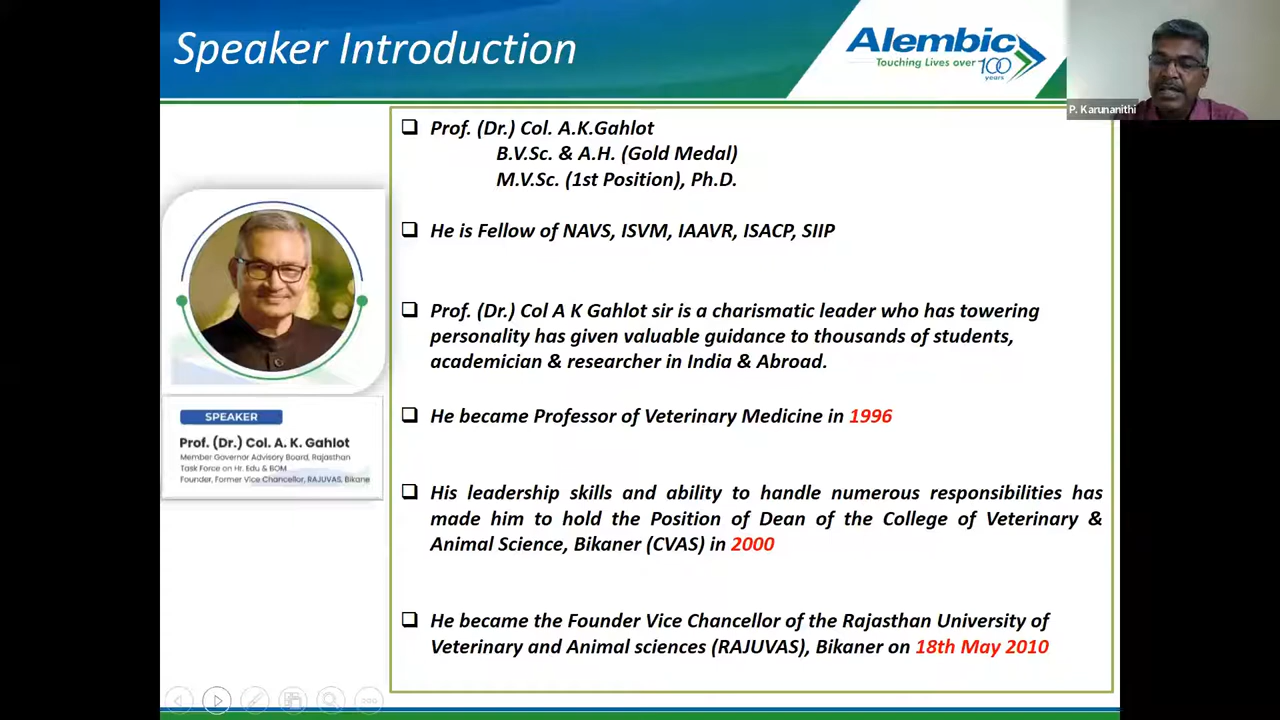 Speaker Introduction
Alembic
Touching Lives over 100 years
P. Karunanithi
Prof. (Dr.) Col. A.K.Gahlot
B.V.Sc. & A.H. (Gold Medal)
M.V.Sc. (1st Position), Ph.D.
He is Fellow of NAVS, ISVM, IAAVR, ISACP, SIIP
Prof. (Dr.) Col A K Gahlot sir is a charismatic leader who has towering
personality has given valuable guidance to thousands of students,
academician & researcher in India & Abroad.
He became Professor of Veterinary Medicine in 1996
His leadership skills and ability to handle numerous responsibilities has
made him to hold the Position of Dean of the College of Veterinary &
Animal Science, Bikaner (CVAS) in 2000
He became the Founder Vice Chancellor of the Rajasthan University of
Veterinary and Animal sciences (RAJUVAS), Bikaner on 18th May 2010
SPEAKER
Prof. (Dr.) Col. A. K. Gahlot
Member Governor Advisory Board, Rajasthan
Task Force on Hr. Edu & BOM
Founder, Former Vice Chancellor, RAJUVAS, Bikane